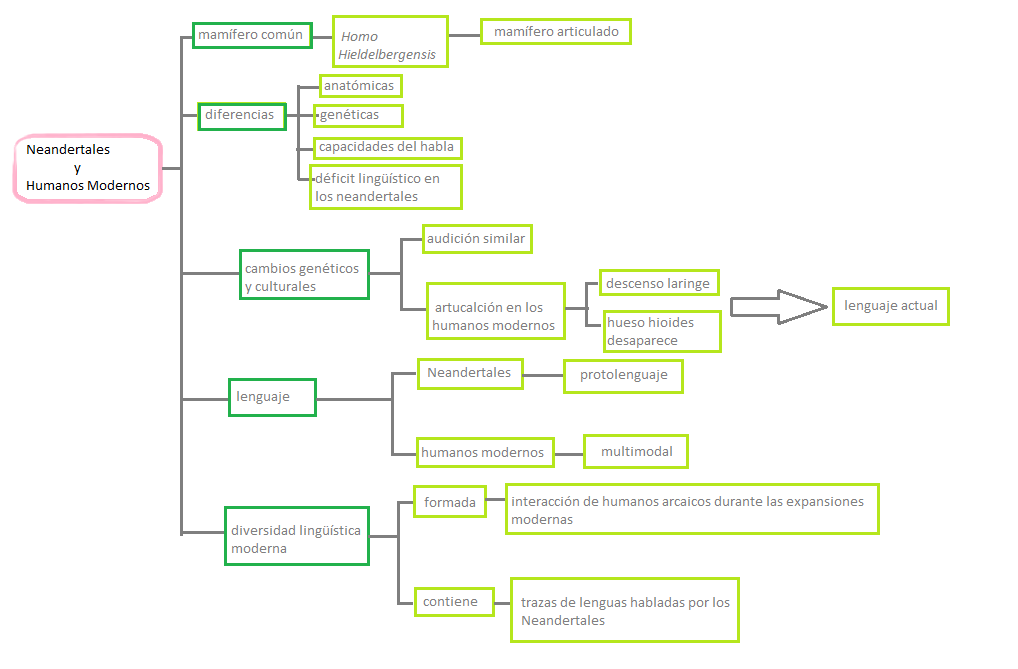 Neandertales
y
Humanos Modernos
mamífero común
Homo
Hieldelbergensis
mamífero articulado
diferencias
anatómicas
genéticas
capacidades del habla
déficit lingüístico en
los neandertales
cambios genéticos
y culturales
audición similar
artucalción en los
humanos modernos
descenso laringe
hueso hioides
desaparece
lenguaje actual
lenguaje
Neandertales
protolenguaje
humanos modernos
multimodal
diversidad lingüística
moderna
formada
interacción de humanos arcaicos durante las expansiones
modernas
contiene
trazas de lenguas habladas por los
Neandertales